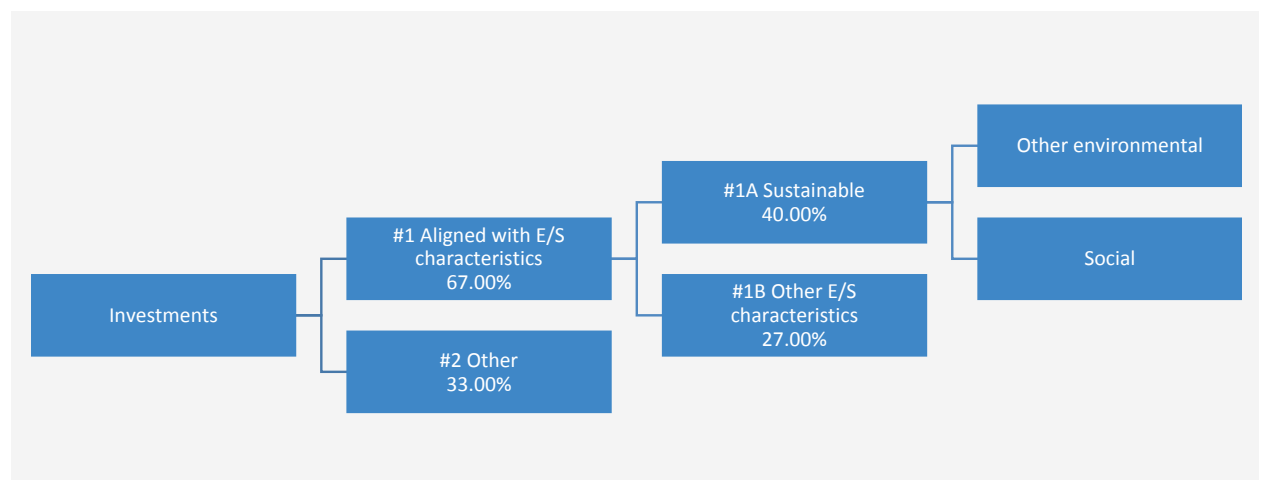 Investments
#1 Aligned with E/S
characteristics
67.00%
#2 Other
33.00%
#1A Sustainable
40.00%
#1B Other E/S
characteristics
27.00%
Other environmental
Social